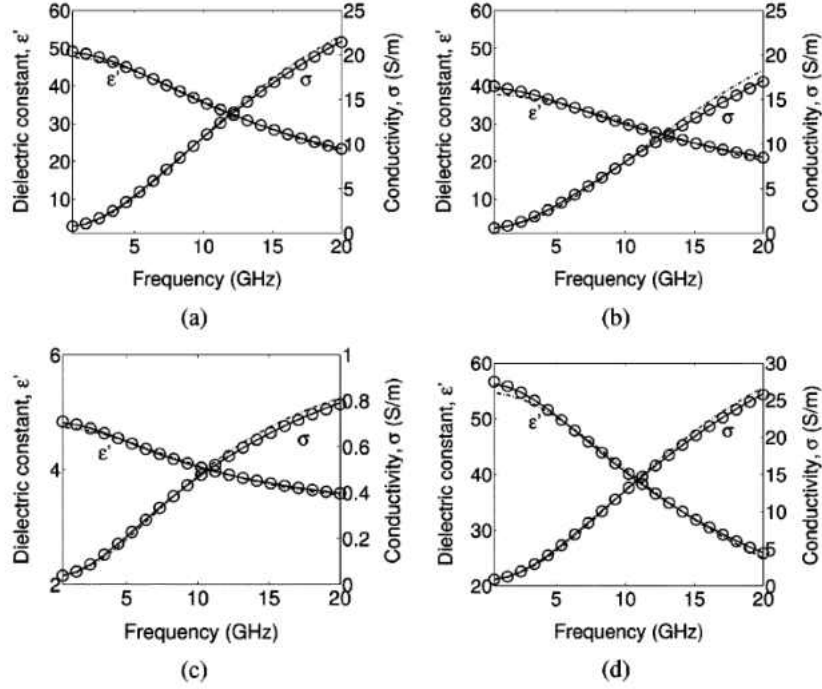 60
50
40
30
20
10
5
10
15
20
25
20
15
10
5
0
Dielectric constant, ε'
Conductivity, σ (S/m)
ε'
σ
Frequency (GHz)
(a)
60
50
40
30
20
10
5
10
15
20
25
20
15
10
5
0
Dielectric constant, ε'
Conductivity, σ (S/m)
ε'
σ
Frequency (GHz)
(b)
6
4
2
5
10
15
20
1
0.8
0.6
0.4
0.2
0
Dielectric constant, ε'
Conductivity, σ (S/m)
ε'
σ
Frequency (GHz)
(c)
60
50
40
30
20
5
10
15
20
30
25
20
15
10
5
0
Dielectric constant, ε'
Conductivity, σ (S/m)
ε'
σ
Frequency (GHz)
(d)